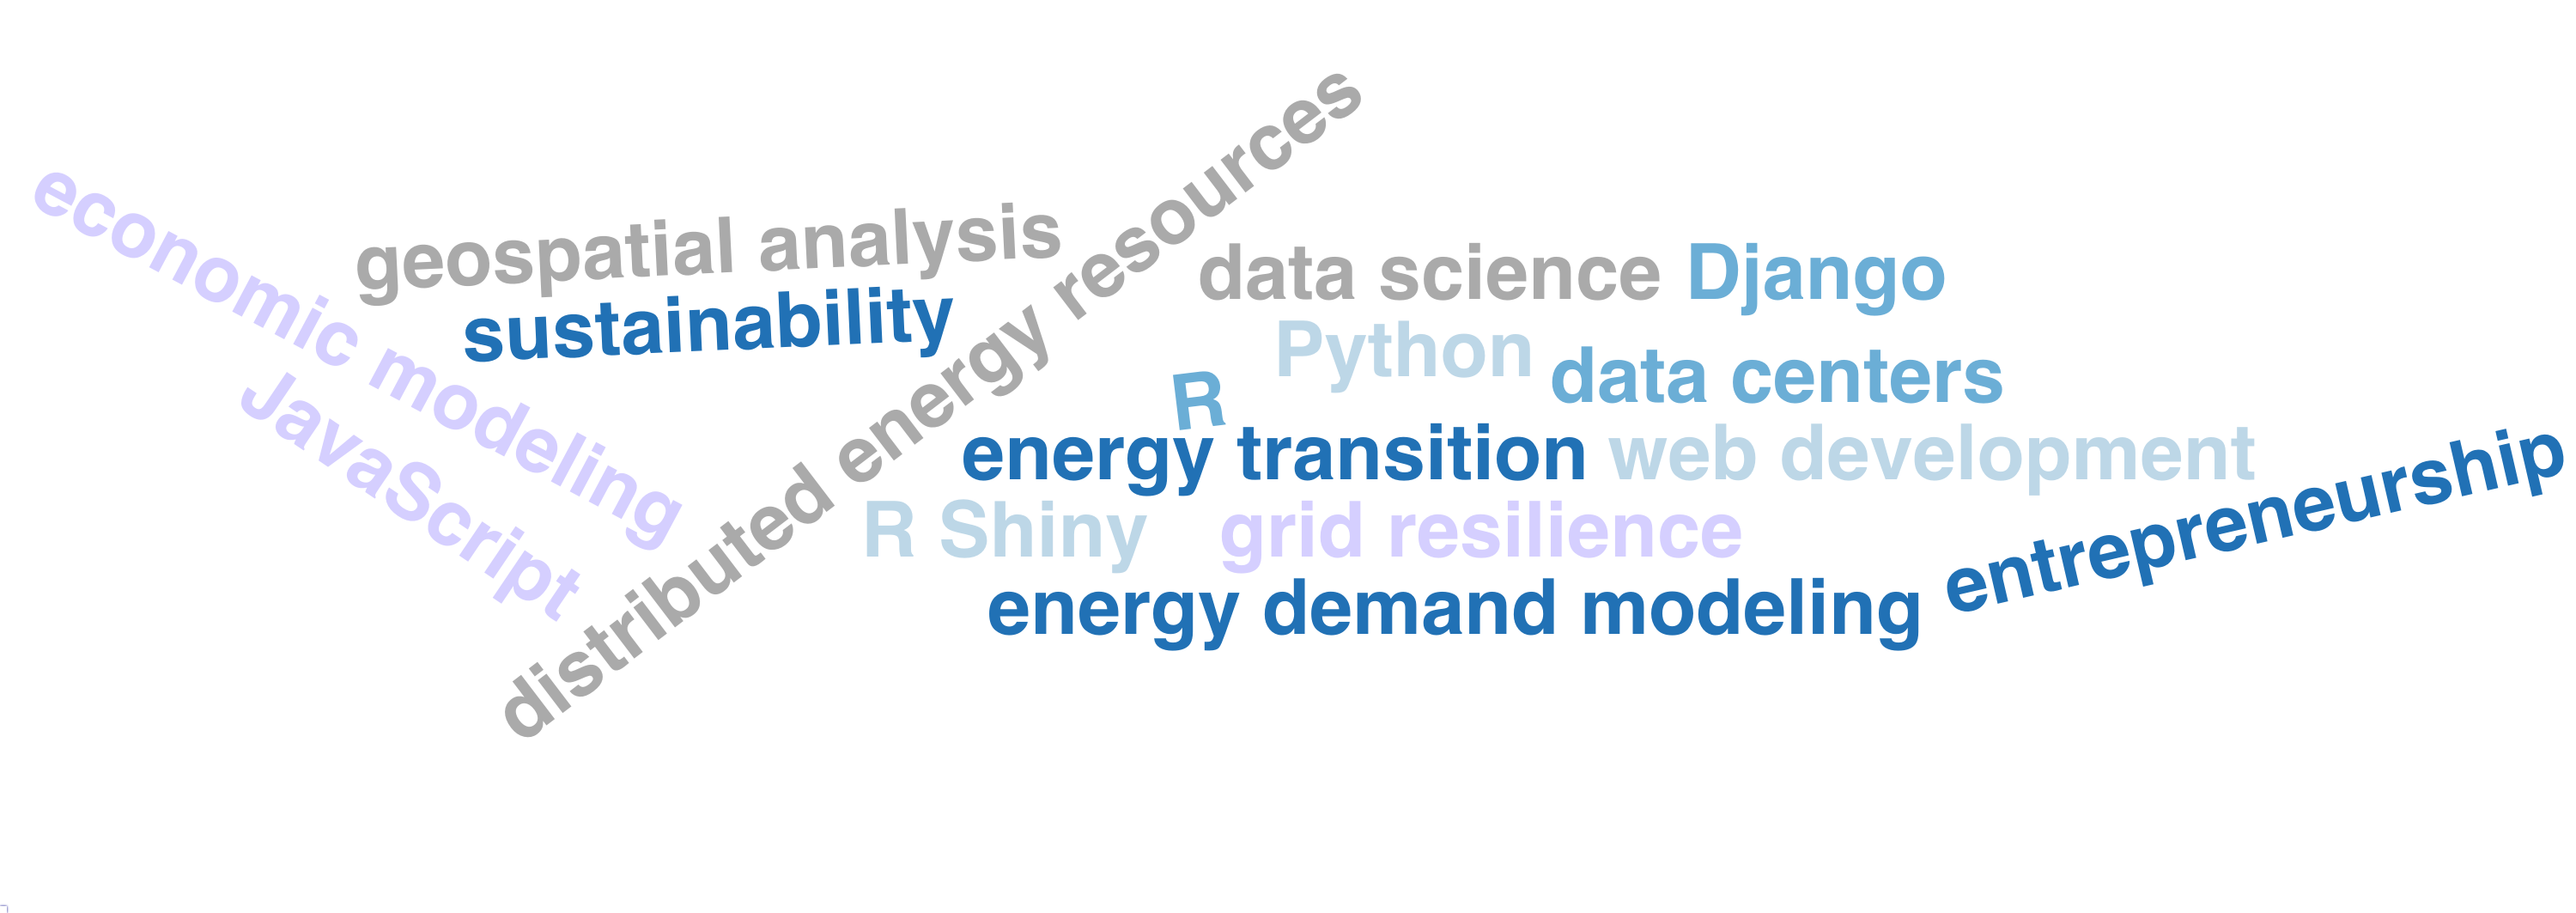 economic modeling
JavaScript
geospatial analysis
sustainability
distributed energy resources
data science
Django
Python
data centers
R
energy transition
web development
R Shiny
grid resilience
energy demand modeling
entrepreneurship